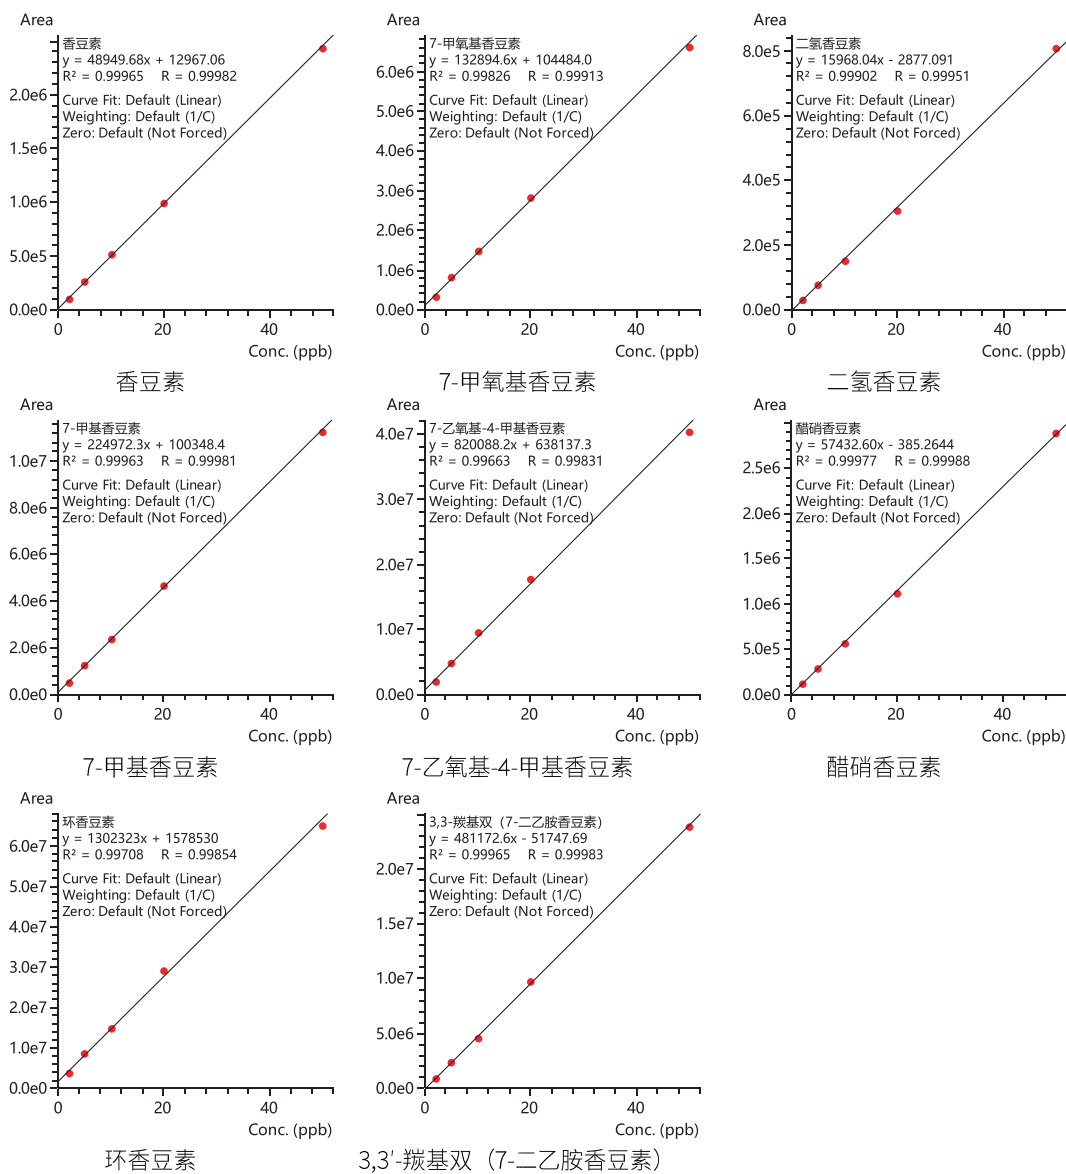 Area
香豆素
y = 48949.68x + 12967.06
R² = 0.99965 R = 0.99982
Curve Fit: Default (Linear)
Weighting: Default (1/C)
Zero: Default (Not Forced)
2.0e6
1.5e6
1.0e6
5.0e5
0.0e0
0 20 40
Conc. (ppb)
香豆素
Area
7-甲氧基香豆素
y = 132894.6x + 104484.0
R² = 0.99826 R = 0.99913
Curve Fit: Default (Linear)
Weighting: Default (1/C)
Zero: Default (Not Forced)
6.0e6
5.0e6
4.0e6
3.0e6
2.0e6
1.0e6
0.0e0
0 20 40
Conc. (ppb)
7-甲氧基香豆素
Area
二氢香豆素
y = 15968.04x - 2877.091
R² = 0.99902 R = 0.99951
Curve Fit: Default (Linear)
Weighting: Default (1/C)
Zero: Default (Not Forced)
8.0e5
6.0e5
4.0e5
2.0e5
0.0e0
0 20 40
Conc. (ppb)
二氢香豆素
Area
7-甲基香豆素
y = 224972.3x + 100348.4
R² = 0.99963 R = 0.99981
Curve Fit: Default (Linear)
Weighting: Default (1/C)
Zero: Default (Not Forced)
1.0e7
8.0e6
6.0e6
4.0e6
2.0e6
0.0e0
0 20 40
Conc. (ppb)
7-甲基香豆素
Area
7-乙氧基-4-甲基香豆素
y = 820088.2x + 638137.3
R² = 0.99663 R = 0.99831
Curve Fit: Default (Linear)
Weighting: Default (1/C)
Zero: Default (Not Forced)
4.0e7
3.0e7
2.0e7
1.0e7
0.0e0
0 20 40
Conc. (ppb)
7-乙氧基-4-甲基香豆素
Area
醋硝香豆素
y = 57432.60x - 385.2644
R² = 0.99977 R = 0.99988
Curve Fit: Default (Linear)
Weighting: Default (1/C)
Zero: Default (Not Forced)
2.5e6
2.0e6
1.5e6
1.0e6
5.0e5
0.0e0
0 20 40
Conc. (ppb)
醋硝香豆素
Area
环香豆素
y = 1302323x + 1578530
R² = 0.99708 R = 0.99854
Curve Fit: Default (Linear)
Weighting: Default (1/C)
Zero: Default (Not Forced)
6.0e7
5.0e7
4.0e7
3.0e7
2.0e7
1.0e7
0.0e0
0 20 40
Conc. (ppb)
环香豆素
Area
3,3-羰基双（7-二乙胺香豆素）
y = 481172.6x - 51747.69
R² = 0.99965 R = 0.99983
Curve Fit: Default (Linear)
Weighting: Default (1/C)
Zero: Default (Not Forced)
2.0e7
1.5e7
1.0e7
5.0e6
0.0e0
0 20 40
Conc. (ppb)
3,3'-羰基双（7-二乙胺香豆素）